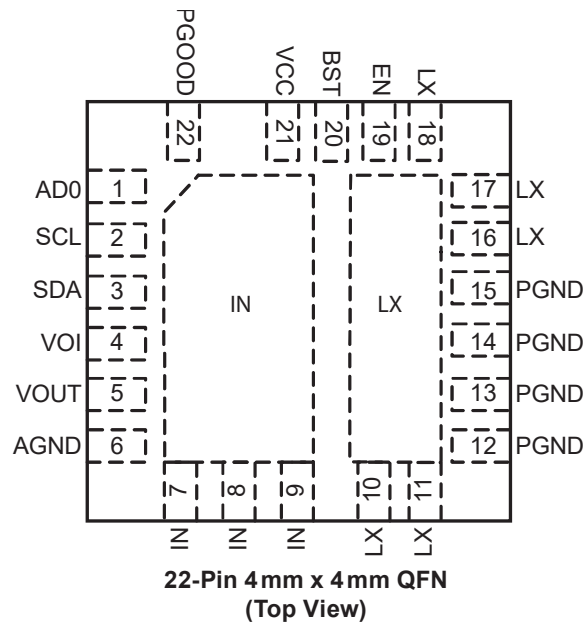 PGOOD
VCC
BST
EN
LX
22
21
20
19
18
AD0 1
SCL 2
SDA 3
VOI 4
VOUT 5
AGND 6
IN
LX
17 LX
16 LX
15 PGND
14 PGND
13 PGND
12 PGND
7
8
9
10
11
IN
IN
IN
LX
LX
22-Pin 4mm x 4mm QFN
(Top View)